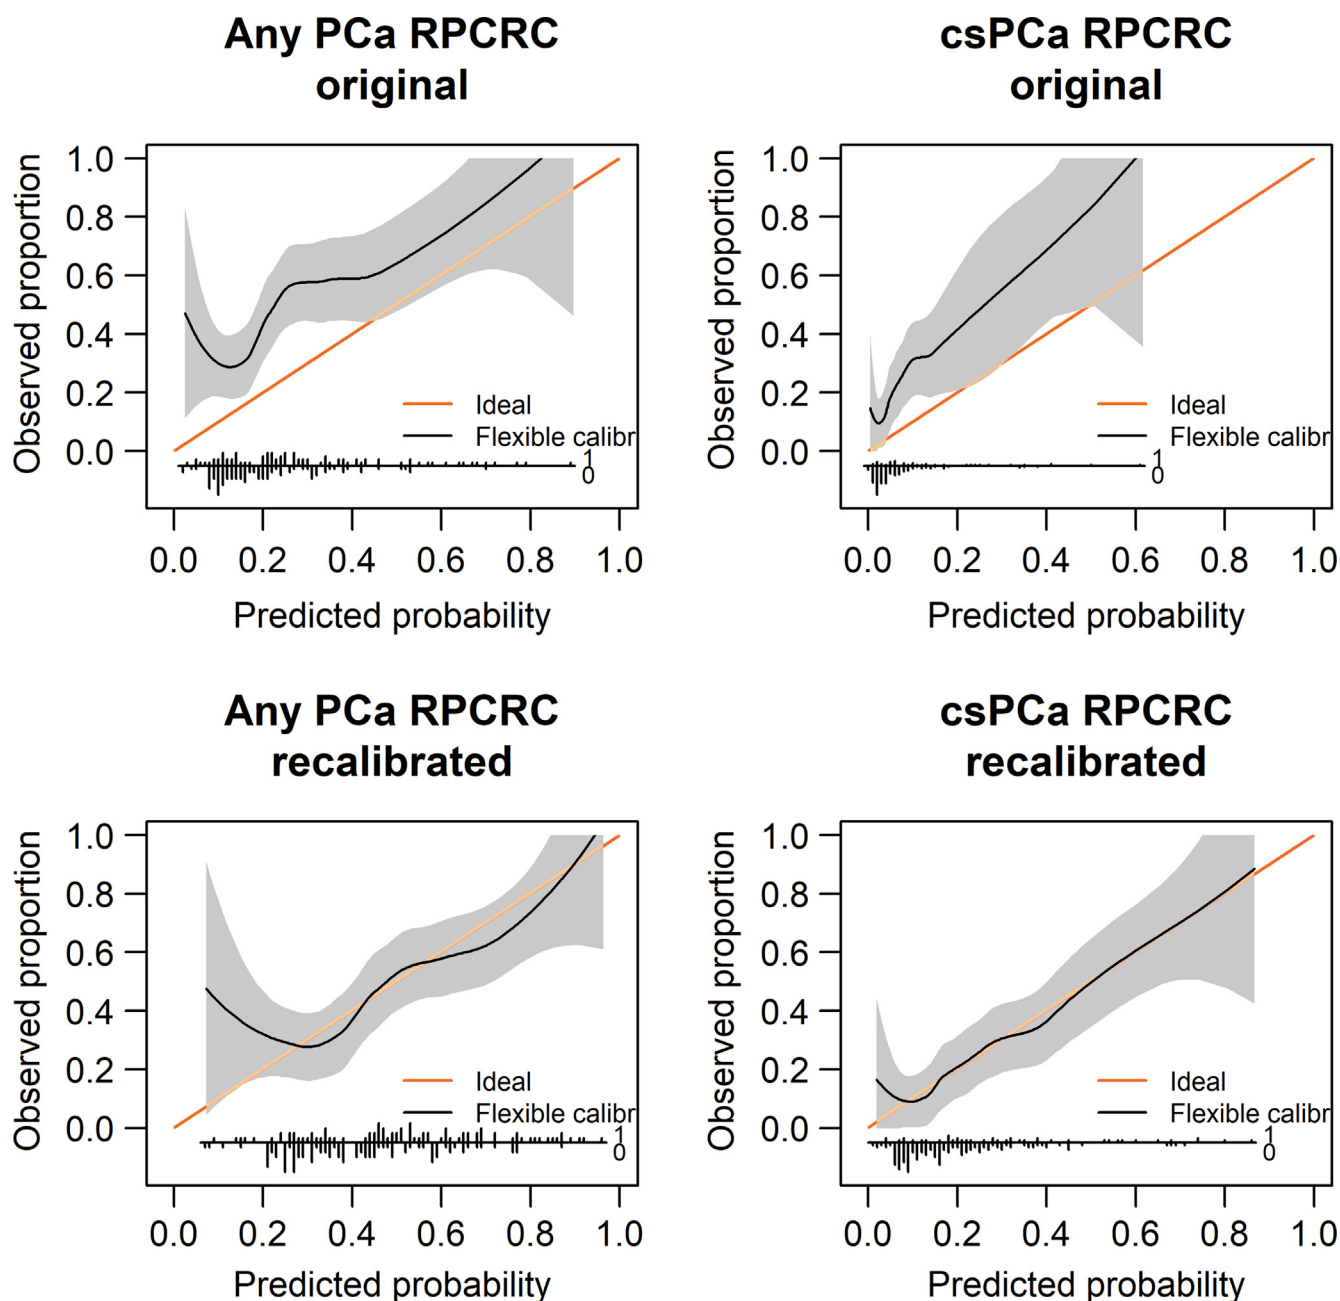 Any PCa RPCRC
original
1.0
0.8
0.6
0.4
0.2
0.0
Observed proportion
Ideal
Flexible calibr
1
0
0.0 0.2 0.4 0.6 0.8 1.0
Predicted probability
csPCa RPCRC
original
1.0
0.8
0.6
0.4
0.2
0.0
Observed proportion
Ideal
Flexible calibr
1
0
0.0 0.2 0.4 0.6 0.8 1.0
Predicted probability
Any PCa RPCRC
recalibrated
1.0
0.8
0.6
0.4
0.2
0.0
Observed proportion
Ideal
Flexible calibr
1
0
0.0 0.2 0.4 0.6 0.8 1.0
Predicted probability
csPCa RPCRC
recalibrated
1.0
0.8
0.6
0.4
0.2
0.0
Observed proportion
Ideal
Flexible calibr
1
0
0.0 0.2 0.4 0.6 0.8 1.0
Predicted probability